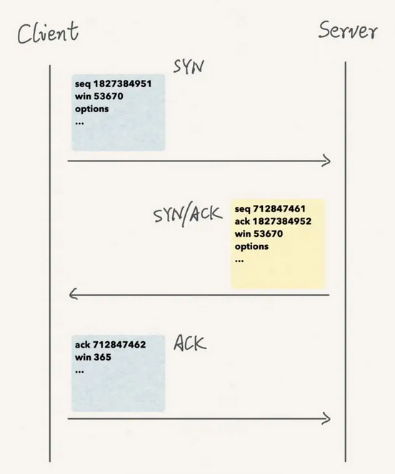 Client
Server
SYN
seq 1827384951
win 53670
options
...
SYN/ACK
seq 712847461
ack 1827384952
win 53670
options
...
ACK
ack 712847462
win 365
...